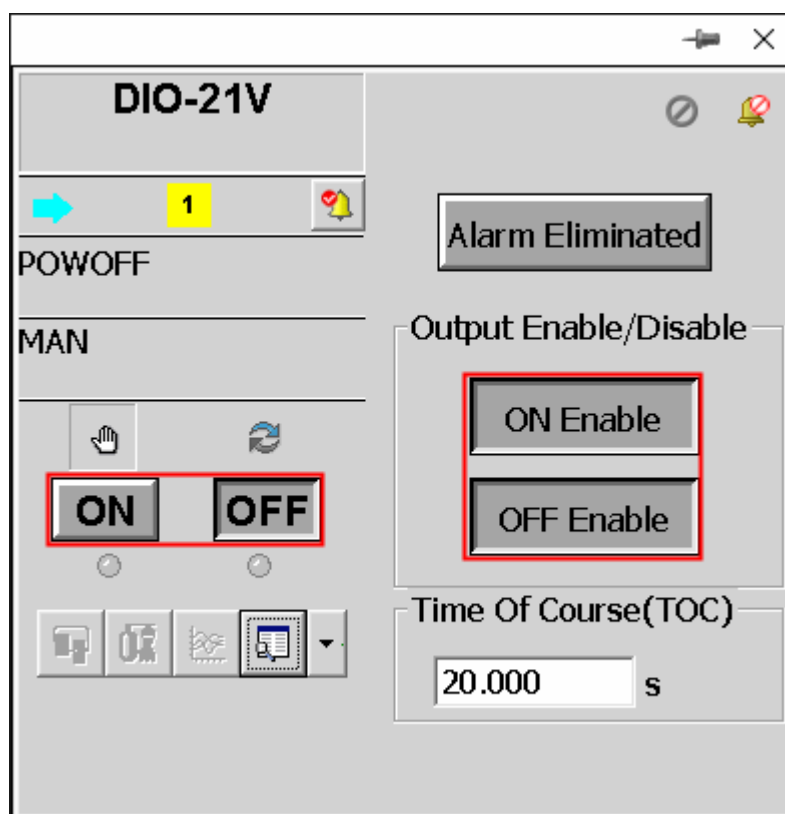 DIO-21V
1
POWOFF
MAN
ON OFF
Alarm Eliminated
Output Enable/Disable
ON Enable
OFF Enable
Time Of Course(TOC)
20.000 s